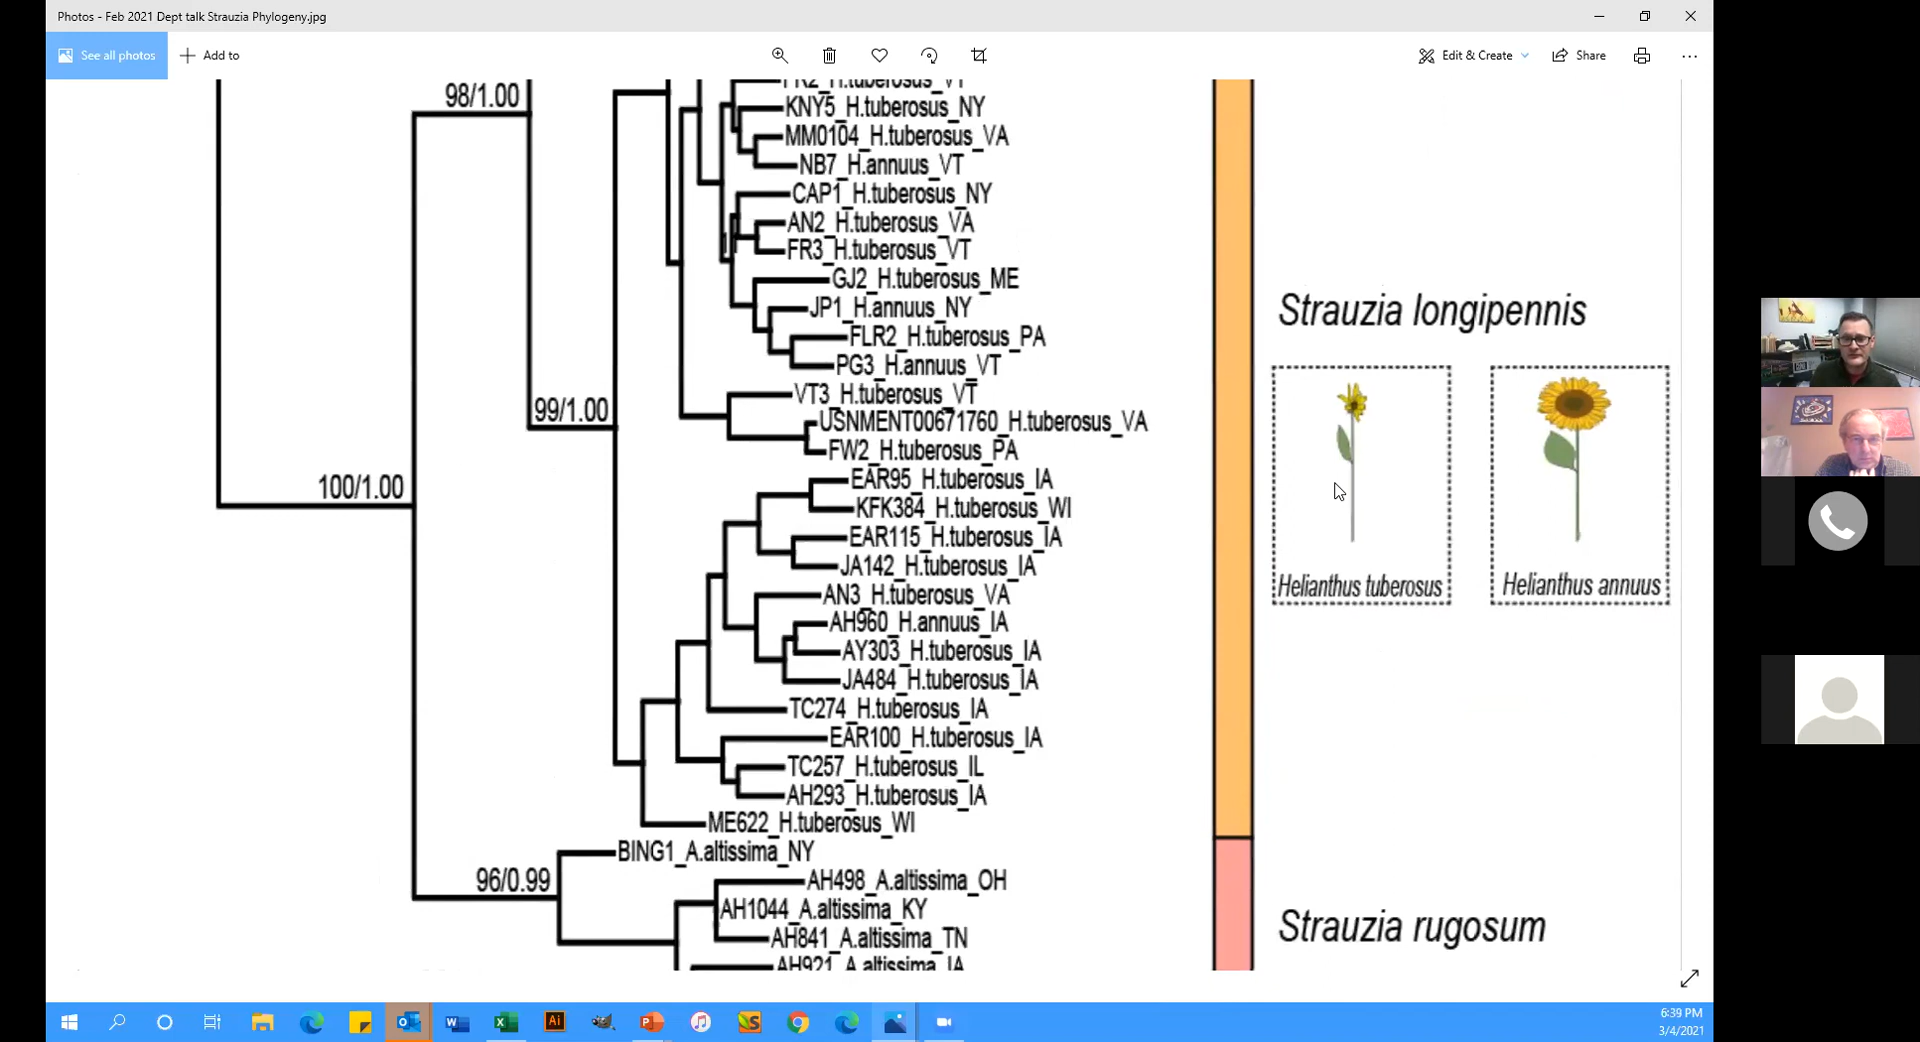 Photos - Feb 2021 Dept talk Strauzia Phylogeny.jpg
See all photos
Add to
Edit & Create
Share
98/1.00
FR2_H.tuberosus_VT
KNY5_H.tuberosus_NY
MM0104_H.tuberosus_VA
NB7_H.annuus_VT
CAP1_H.tuberosus_NY
AN2_H.tuberosus_VA
FR3_H.tuberosus_VT
GJ2_H.tuberosus_ME
JP1_H.annuus_NY
FLR2_H.tuberosus_PA
PG3_H.annuus_VT
VT3_H.tuberosus_VT
99/1.00
USNMENT00671760_H.tuberosus_VA
FW2_H.tuberosus_PA
EAR95_H.tuberosus_IA
100/1.00
KFK384_H.tuberosus_WI
EAR115_H.tuberosus_IA
JA142_H.tuberosus_IA
AN3_H.tuberosus_VA
AH960_H.annuus_IA
AY303_H.tuberosus_IA
JA484_H.tuberosus_IA
TC274_H.tuberosus_IA
EAR100_H.tuberosus_IA
TC257_H.tuberosus_IL
AH293_H.tuberosus_IA
ME622_H.tuberosus_WI
BING1_A.altissima_NY
96/0.99
AH498_A.altissima_OH
AH1044_A.altissima_KY
AH841_A.altissima_TN
AH921_A.altissima_IA
Strauzia longipennis
Helianthus tuberosus
Helianthus annuus
Strauzia rugosum
Ai
6:39 PM
3/4/2021